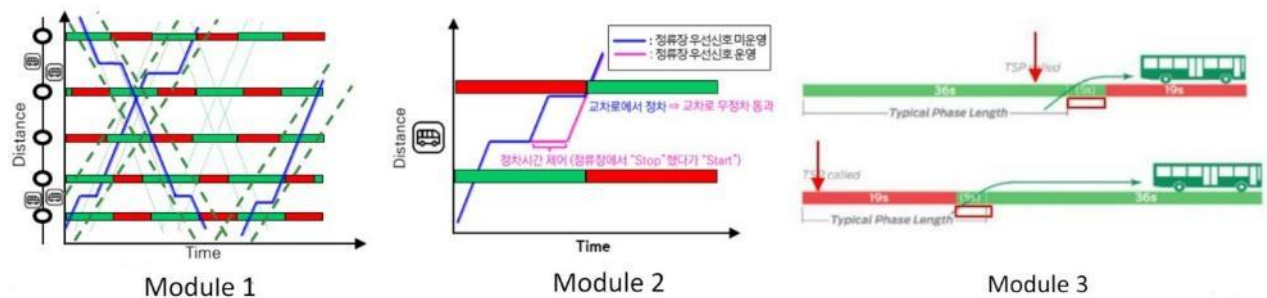 Distance
Time
Module 1
: 정류장 우선신호 미운영
: 정류장 우선신호 운영
교차로에서 정차 ⇒ 교차로 무정차 통과
정차시간 제어 (정류장에서 "Stop"했다가 "Start")
Distance
Time
Module 2
TSP called
36s
(9s)
19s
Typical Phase Length
TSP called
19s
(9s)
36s
Typical Phase Length
Module 3